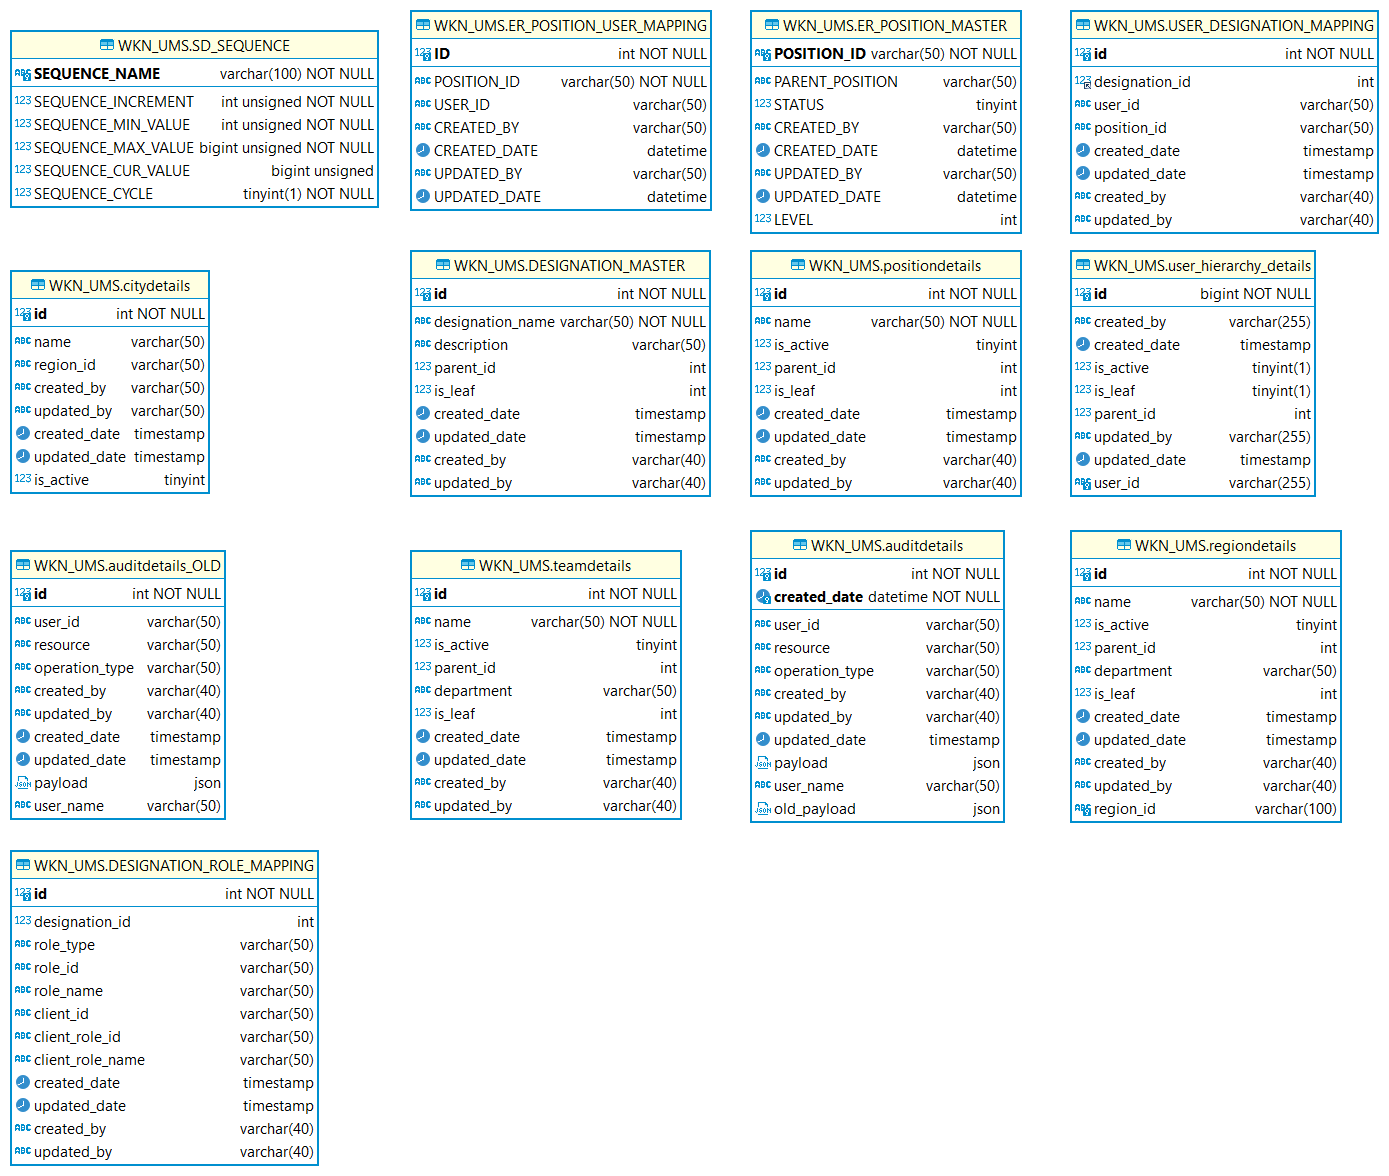 WKN_UMS.SD_SEQUENCE
SEQUENCE_NAME varchar(100) NOT NULL
SEQUENCE_INCREMENT int unsigned NOT NULL
SEQUENCE_MIN_VALUE int unsigned NOT NULL
SEQUENCE_MAX_VALUE bigint unsigned NOT NULL
SEQUENCE_CUR_VALUE bigint unsigned
SEQUENCE_CYCLE tinyint(1) NOT NULL
WKN_UMS.ER_POSITION_USER_MAPPING
ID int NOT NULL
POSITION_ID varchar(50) NOT NULL
USER_ID varchar(50)
CREATED_BY varchar(50)
CREATED_DATE datetime
UPDATED_BY varchar(50)
UPDATED_DATE datetime
WKN_UMS.ER_POSITION_MASTER
POSITION_ID varchar(50) NOT NULL
PARENT_POSITION varchar(50)
STATUS tinyint
CREATED_BY varchar(50)
CREATED_DATE datetime
UPDATED_BY varchar(50)
UPDATED_DATE datetime
LEVEL int
WKN_UMS.USER_DESIGNATION_MAPPING
id int NOT NULL
designation_id int
user_id varchar(50)
position_id varchar(50)
created_date timestamp
updated_date timestamp
created_by varchar(40)
updated_by varchar(40)
WKN_UMS.citydetails
id int NOT NULL
name varchar(50)
region_id varchar(50)
created_by varchar(50)
updated_by varchar(50)
created_date timestamp
updated_date timestamp
is_active tinyint
WKN_UMS.DESIGNATION_MASTER
id int NOT NULL
designation_name varchar(50) NOT NULL
description varchar(50)
parent_id int
is_leaf int
created_date timestamp
updated_date timestamp
created_by varchar(40)
updated_by varchar(40)
WKN_UMS.positiondetails
id int NOT NULL
name varchar(50) NOT NULL
is_active tinyint
parent_id int
is_leaf int
created_date timestamp
updated_date timestamp
created_by varchar(40)
updated_by varchar(40)
WKN_UMS.user_hierarchy_details
id bigint NOT NULL
created_by varchar(255)
created_date timestamp
is_active tinyint(1)
is_leaf tinyint(1)
parent_id int
updated_by varchar(255)
updated_date timestamp
user_id varchar(255)
WKN_UMS.auditdetails_OLD
id int NOT NULL
user_id varchar(50)
resource varchar(50)
operation_type varchar(50)
created_by varchar(40)
updated_by varchar(40)
created_date timestamp
updated_date timestamp
payload json
user_name varchar(50)
WKN_UMS.teamdetails
id int NOT NULL
name varchar(50) NOT NULL
is_active tinyint
parent_id int
department varchar(50)
is_leaf int
created_date timestamp
updated_date timestamp
created_by varchar(40)
updated_by varchar(40)
WKN_UMS.auditdetails
id int NOT NULL
created_date datetime NOT NULL
user_id varchar(50)
resource varchar(50)
operation_type varchar(50)
created_by varchar(40)
updated_by varchar(40)
updated_date timestamp
payload json
user_name varchar(50)
old_payload json
WKN_UMS.regiondetails
id int NOT NULL
name varchar(50) NOT NULL
is_active tinyint
parent_id int
department varchar(50)
is_leaf int
created_date timestamp
updated_date timestamp
created_by varchar(40)
updated_by varchar(40)
region_id varchar(100)
WKN_UMS.DESIGNATION_ROLE_MAPPING
id int NOT NULL
designation_id int
role_type varchar(50)
role_id varchar(50)
role_name varchar(50)
client_id varchar(50)
client_role_id varchar(50)
client_role_name varchar(50)
created_date timestamp
updated_date timestamp
created_by varchar(40)
updated_by varchar(40)